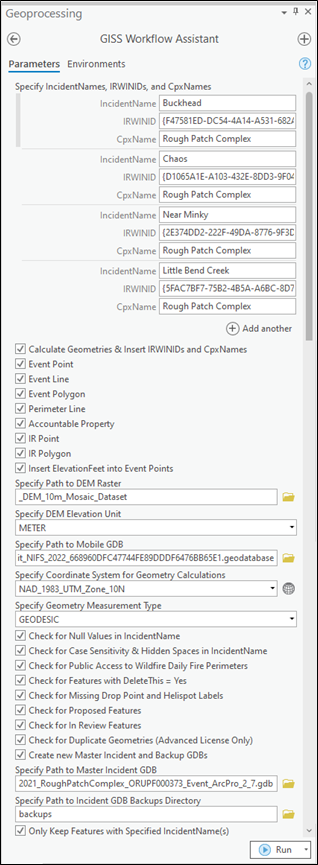 Geoprocessing
GISS Workflow Assistant
Parameters Environments
Specify IncidentNames, IRWINIDs, and CpxNames
IncidentName Buckhead
IRWINID {F47581ED-DC54-4A14-A531-682A
CpxName Rough Patch Complex
IncidentName Chaos
IRWINID {D1065A1E-A103-432E-8DD3-9F04
CpxName Rough Patch Complex
IncidentName Near Minky
IRWINID {2E374DD2-222F-49DA-8776-9F3D
CpxName Rough Patch Complex
IncidentName Little Bend Creek
IRWINID {5FAC7BF7-75B2-4B5A-A6BC-8D7
CpxName Rough Patch Complex
Add another
Calculate Geometries & Insert IRWINIDs and CpxNames
Event Point
Event Line
Event Polygon
Perimeter Line
Accountable Property
IR Point
IR Polygon
Insert ElevationFeet into Event Points
Specify Path to DEM Raster
_DEM_10m_Mosaic_Dataset
Specify DEM Elevation Unit
METER
Specify Path to Mobile GDB
it_NIFS_2022_668960DFC47744FE89DDDF6476BB65E1.geodatabase
Specify Coordinate System for Geometry Calculations
NAD_1983_UTM_Zone_10N
Specify Geometry Measurement Type
GEODESIC
Check for Null Values in IncidentName
Check for Case Sensitivity & Hidden Spaces in IncidentName
Check for Public Access to Wildfire Daily Fire Perimeters
Check for Features with DeleteThis = Yes
Check for Missing Drop Point and Helispot Labels
Check for Proposed Features
Check for In Review Features
Check for Duplicate Geometries (Advanced License Only)
Create new Master Incident and Backup GDBs
Specify Path to Master Incident GDB
2021_RoughPatchComplex_ORUPF000373_Event_ArcPro_2_7.gdb
Specify Path to Incident GDB Backups Directory
backups
Only Keep Features with Specified IncidentName(s)
Run